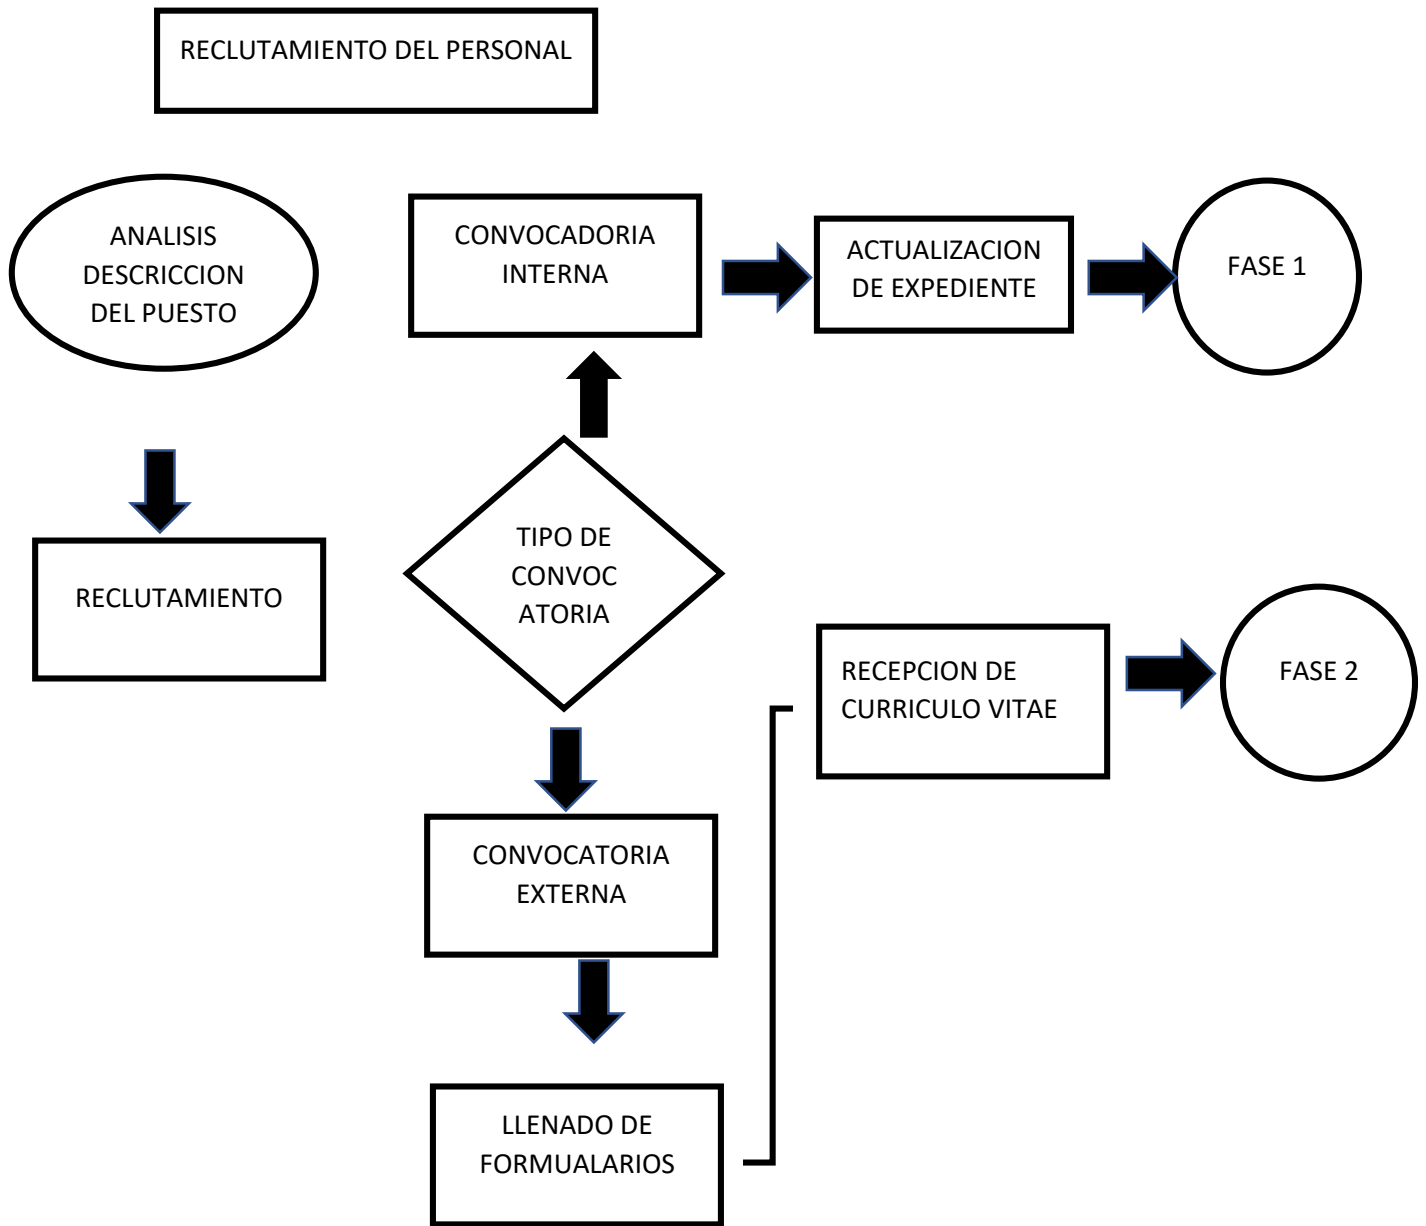 RECLUTAMIENTO DEL PERSONAL
ANALISIS
DESCRICCION
DEL PUESTO
RECLUTAMIENTO
CONVOCADORIA
INTERNA
ACTUALIZACION
DE EXPEDIENTE
FASE 1
TIPO DE
CONVOC
ATORIA
CONVOCATORIA
EXTERNA
LLENADO DE
FORMUALARIOS
RECEPCION DE
CURRICULO VITAE
FASE 2